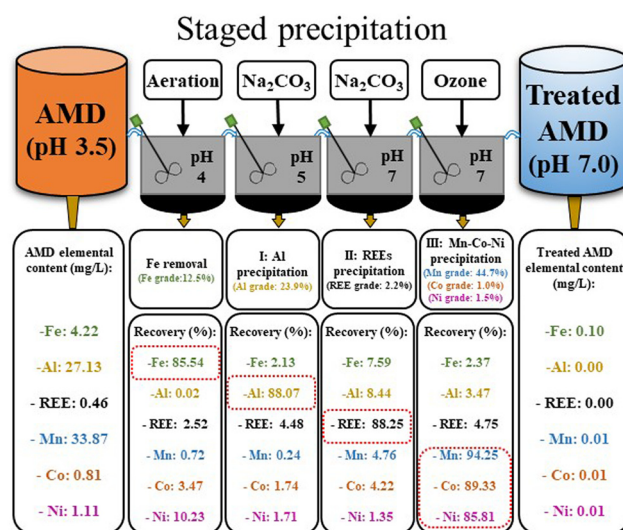 Staged precipitation
AMD
(pH 3.5)
Aeration
Na₂CO₃
Na₂CO₃
Ozone
Treated
AMD
(pH 7.0)
pH
4
pH
5
pH
7
pH
7
AMD elemental
content (mg/L):
-Fe: 4.22
-Al: 27.13
- REE: 0.46
- Mn: 33.87
- Co: 0.81
- Ni: 1.11
Fe removal
(Fe grade:12.5%)
Recovery (%):
-Fe: 85.54
-Al: 0.02
- REE: 2.52
- Mn: 0.72
- Co: 3.47
- Ni: 10.23
I: Al
precipitation
(Al grade: 23.9%)
Recovery (%):
-Fe: 2.13
-Al: 88.07
- REE: 4.48
- Mn: 0.24
- Co: 1.74
- Ni: 1.71
II: REEs
precipitation
(REE grade: 2.2%)
Recovery (%):
-Fe: 7.59
-Al: 8.44
- REE: 88.25
- Mn: 4.76
- Co: 4.22
- Ni: 1.35
III: Mn-Co-Ni
precipitation
(Mn grade: 44.7%)
(Co grade: 1.0%)
(Ni grade: 1.5%)
Recovery (%):
-Fe: 2.37
-Al: 3.47
- REE: 4.75
- Mn: 94.25
- Co: 89.33
- Ni: 85.81
Treated AMD
elemental content
(mg/L):
-Fe: 0.10
-Al: 0.00
- REE: 0.00
- Mn: 0.01
- Co: 0.01
- Ni: 0.01